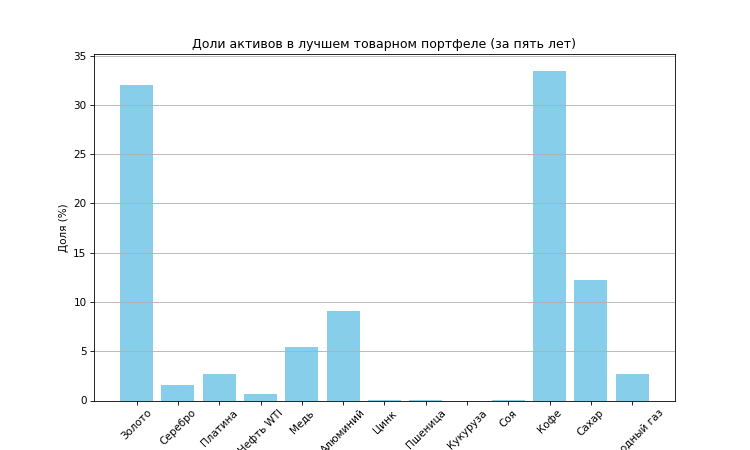 Доли активов в лучшем товарном портфеле (за пять лет)
Доля (%)
35
30
25
20
15
10
5
0
Золото
Серебро
Платина
Нефть WTI
Медь
Алюминий
Цинк
Пшеница
Кукуруза
Соя
Кофе
Сахар
одный газ